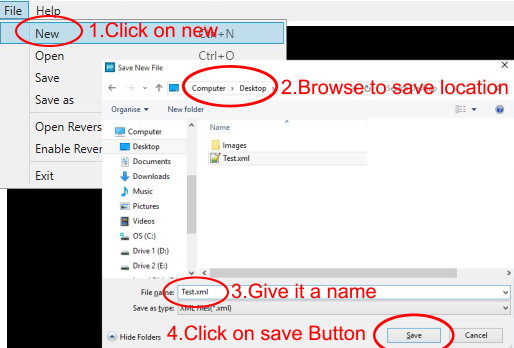 File Help
New 1.Click on new Ctrl+N
Open Ctrl+O
Save
Save as
Open Revers
Enable Rever
Exit
Save New File
Computer > Desktop > 2.Browse to save location
Organise New folder
Computer
Desktop
Documents
Downloads
Music
Pictures
Videos
OS (C:)
Drive 1 (D:)
Drive 2 (E:)
Name
Images
Test.xml
File name: Test.xml 3.Give it a name
Save as type: XML files(*.xml)
4.Click on save Button
Hide Folders Save Cancel